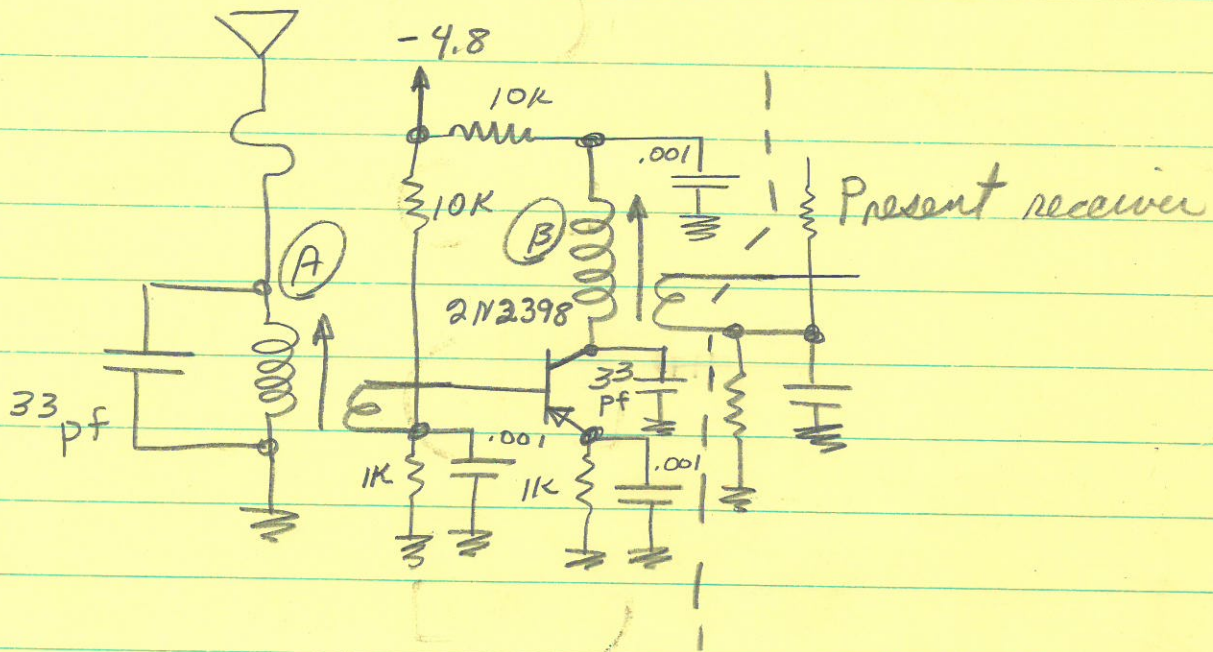 -4.8
10K
.001
10K
Present receiver
A
B
2N2398
33 pf
33 pf
.001
1K
1K
.001